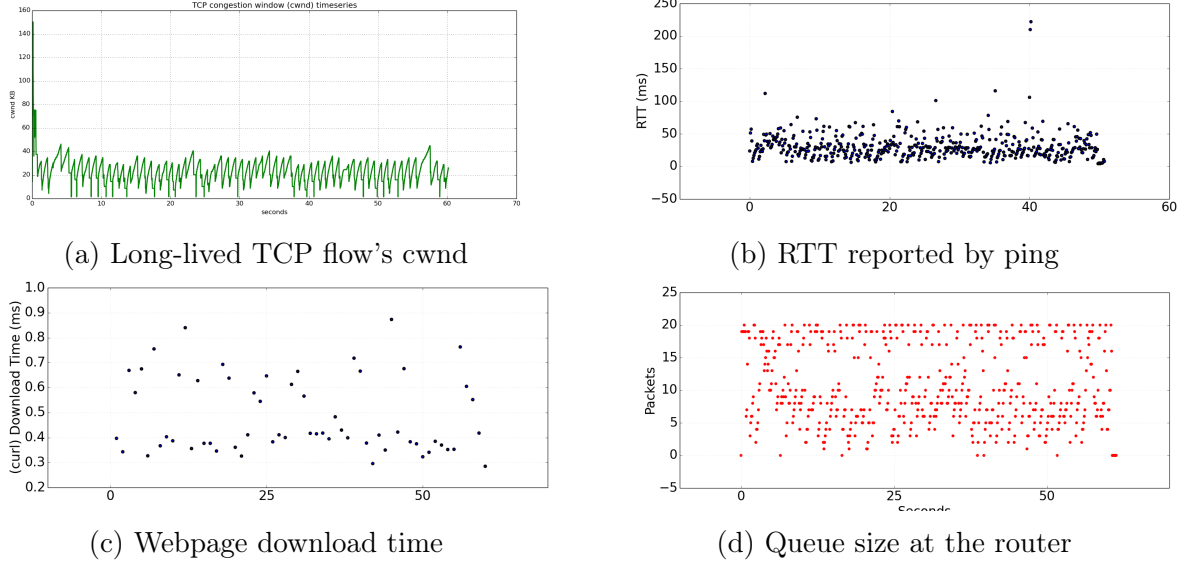 TCP congestion window (cwnd) timeseries
160
140
120
100
80
60
40
20
0
cwnd KB
0 10 20 30 40 50 60 70
seconds
(a) Long-lived TCP flow's cwnd
250
200
150
100
50
0
−50
RTT (ms)
0 20 40 60
(b) RTT reported by ping
1.0
0.9
0.8
0.7
0.6
0.5
0.4
0.3
0.2
(curl) Download Time (ms)
0 25 50
(c) Webpage download time
25
20
15
10
5
0
−5
Packets
0 25 50
Seconds
(d) Queue size at the router